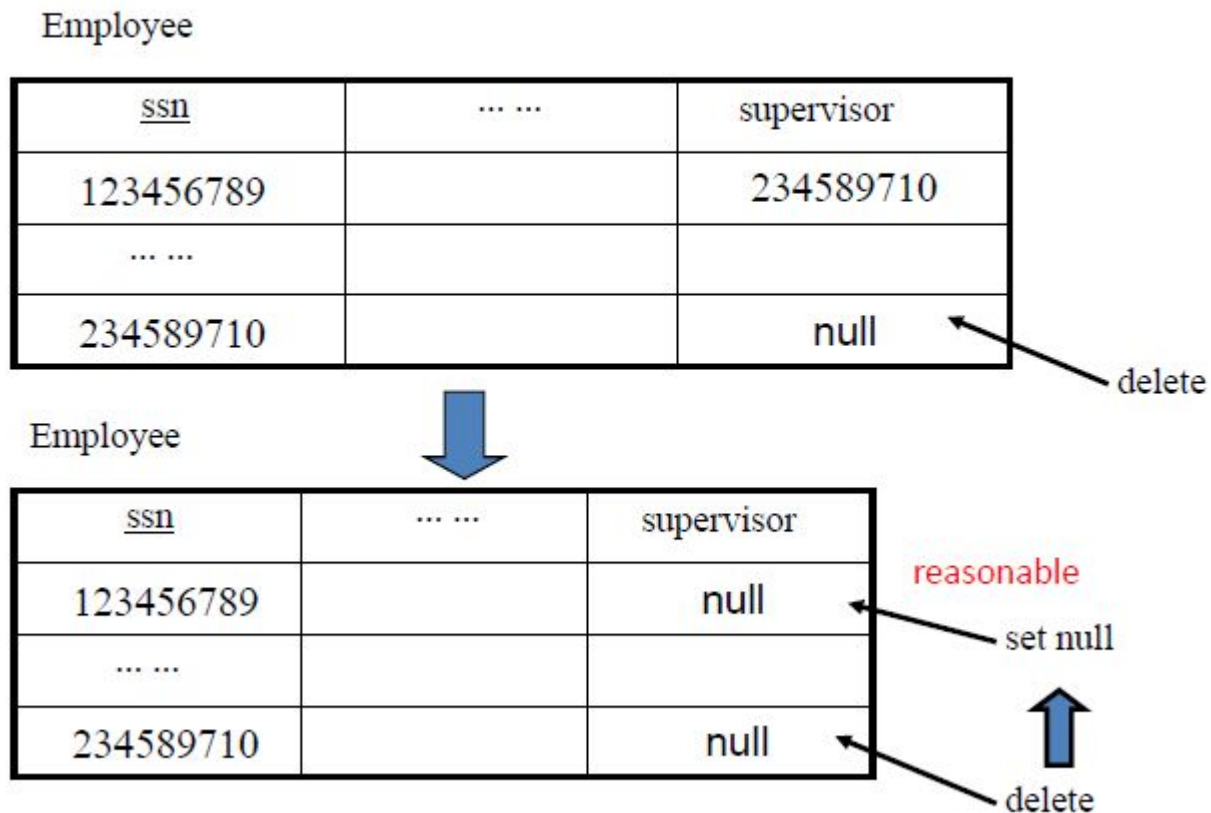 Employee
ssn ... ... supervisor
123456789 234589710
... ...
234589710 null
delete
Employee
ssn ... ... supervisor
123456789 null
reasonable
set null
... ...
234589710 null
delete